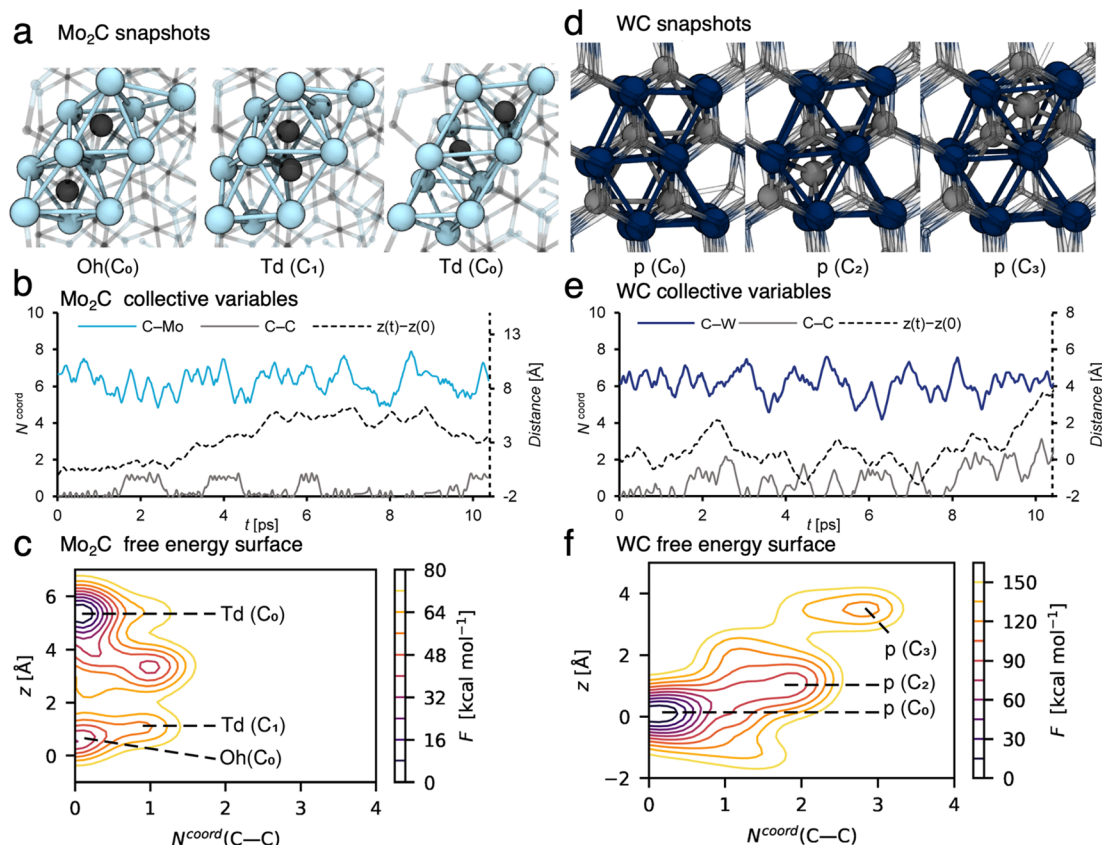 a Mo₂C snapshots
Oh(C₀) Td (C₁) Td (C₀)
b Mo₂C collective variables
C–Mo C–C z(t)–z(0)
10
8
6
4
2
0
N coord
13
8
3
-2
Distance [Å]
0 2 4 6 8 10
t [ps]
c Mo₂C free energy surface
6
4
2
0
z [Å]
Td (C₀)
Td (C₁)
Oh(C₀)
0 1 2 3 4
N coord (C—C)
80
64
48
32
16
0
F [kcal mol⁻¹]
d WC snapshots
p (C₀) p (C₂) p (C₃)
e WC collective variables
C–W C–C z(t)–z(0)
10
8
6
4
2
0
N coord
8
6
4
2
0
-2
Distance [Å]
0 2 4 6 8 10
t [ps]
f WC free energy surface
4
2
0
−2
z [Å]
p (C₃)
p (C₂)
p (C₀)
0 1 2 3 4
N coord (C—C)
150
120
90
60
30
0
F [kcal mol⁻¹]